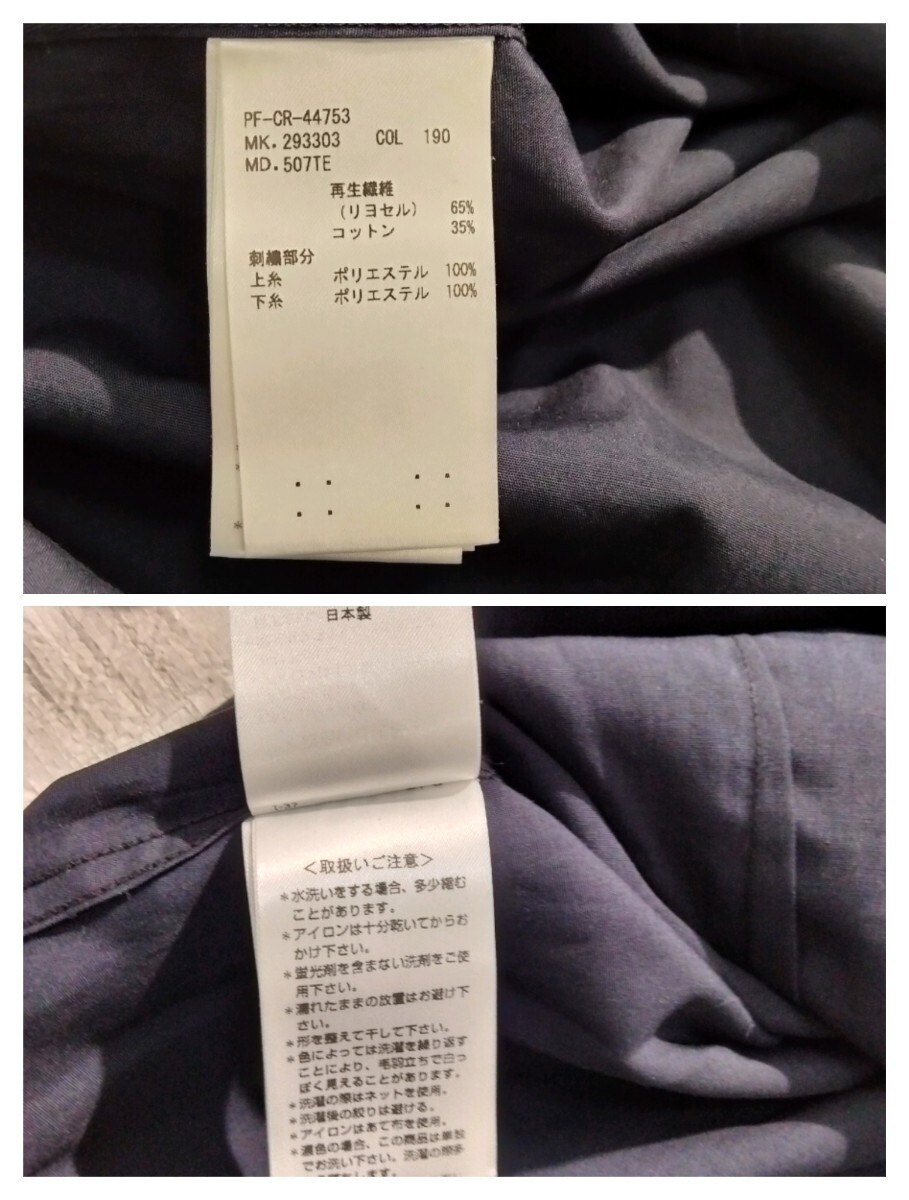 PF-CR-44753
MK.293303 COL 190
MD.507TE
再生繊維
（リヨセル） 65%
コットン 35%
刺繍部分
上糸 ポリエステル 100%
下糸 ポリエステル 100%
日本製
＜取扱いご注意＞
＊水洗いをする場合、多少縮む
ことがあります。
＊アイロンは十分乾いてからお
かけ下さい。
＊蛍光剤を含まない洗剤をご使
用下さい。
＊濡れたままの放置はお避け下
さい。
＊形を整えて干して下さい。
＊色によっては洗濯を繰り返す
ことにより、毛羽立ちで白っ
ぽく見えることがあります。
＊洗濯の際はネットを使用。
＊洗濯後の絞りは避ける。
＊アイロンはあて布を使用。
＊濃色の場合、この商品は単独
でお洗い下さい。洗濯の際多